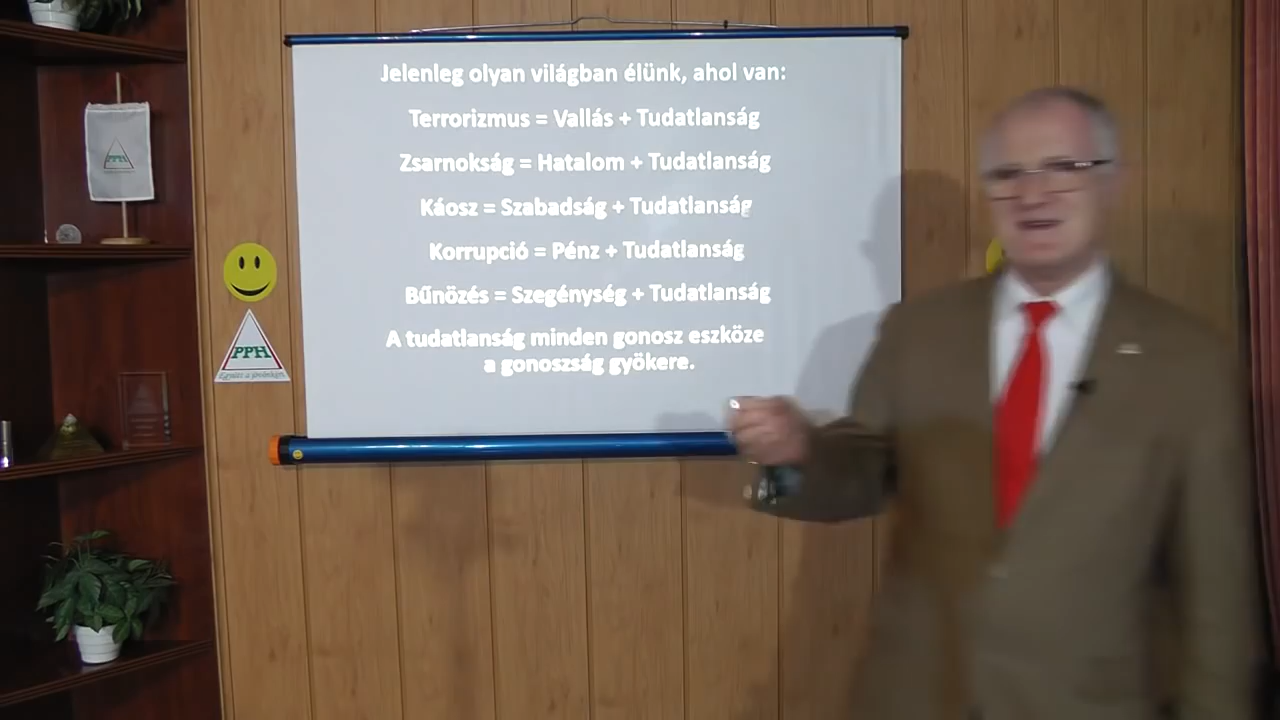 Jelenleg olyan világban élünk, ahol van:
Terrorizmus = Vallás + Tudatlanság
Zsarnokság = Hatalom + Tudatlanság
Káosz = Szabadság + Tudatlanság
Korrupció = Pénz + Tudatlanság
Bűnözés = Szegénység + Tudatlanság
A tudatlanság minden gonosz eszköze
a gonoszság gyökere.
PPH
PPH